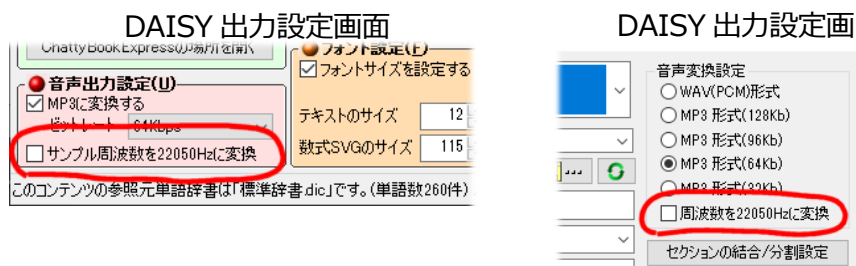 DAISY 出力設定画面
ChattyBookExpressの場所を開く
音声出力設定(U)
MP3に変換する
ビットレート 64Kbps
サンプル周波数を22050Hzに変換
フォント設定(F)
フォントサイズを設定する
テキストのサイズ 12
数式SVGのサイズ 115
このコンテンツの参照元単語辞書は「標準辞書.dic」です。(単語数260件)
DAISY 出力設定画
音声変換設定
WAV(PCM)形式
MP3 形式(128Kb)
MP3 形式(96Kb)
MP3 形式(64Kb)
MP3 形式(32Kb)
周波数を22050Hzに変換
セクションの結合/分割設定